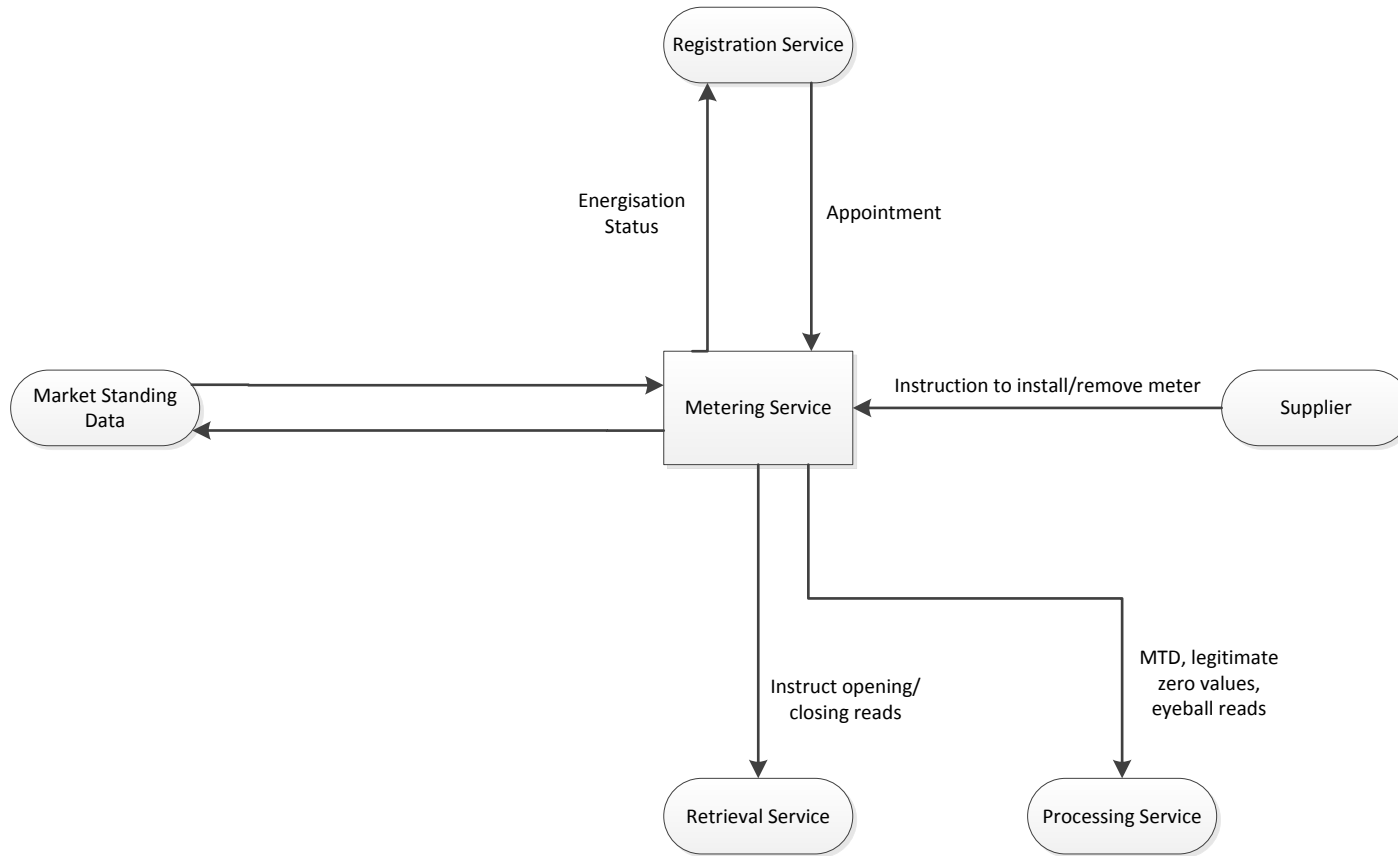 Registration Service
Energisation
Status
Appointment
Market Standing
Data
Metering Service
Instruction to install/remove meter
Supplier
Instruct opening/
closing reads
MTD, legitimate
zero values,
eyeball reads
Retrieval Service
Processing Service